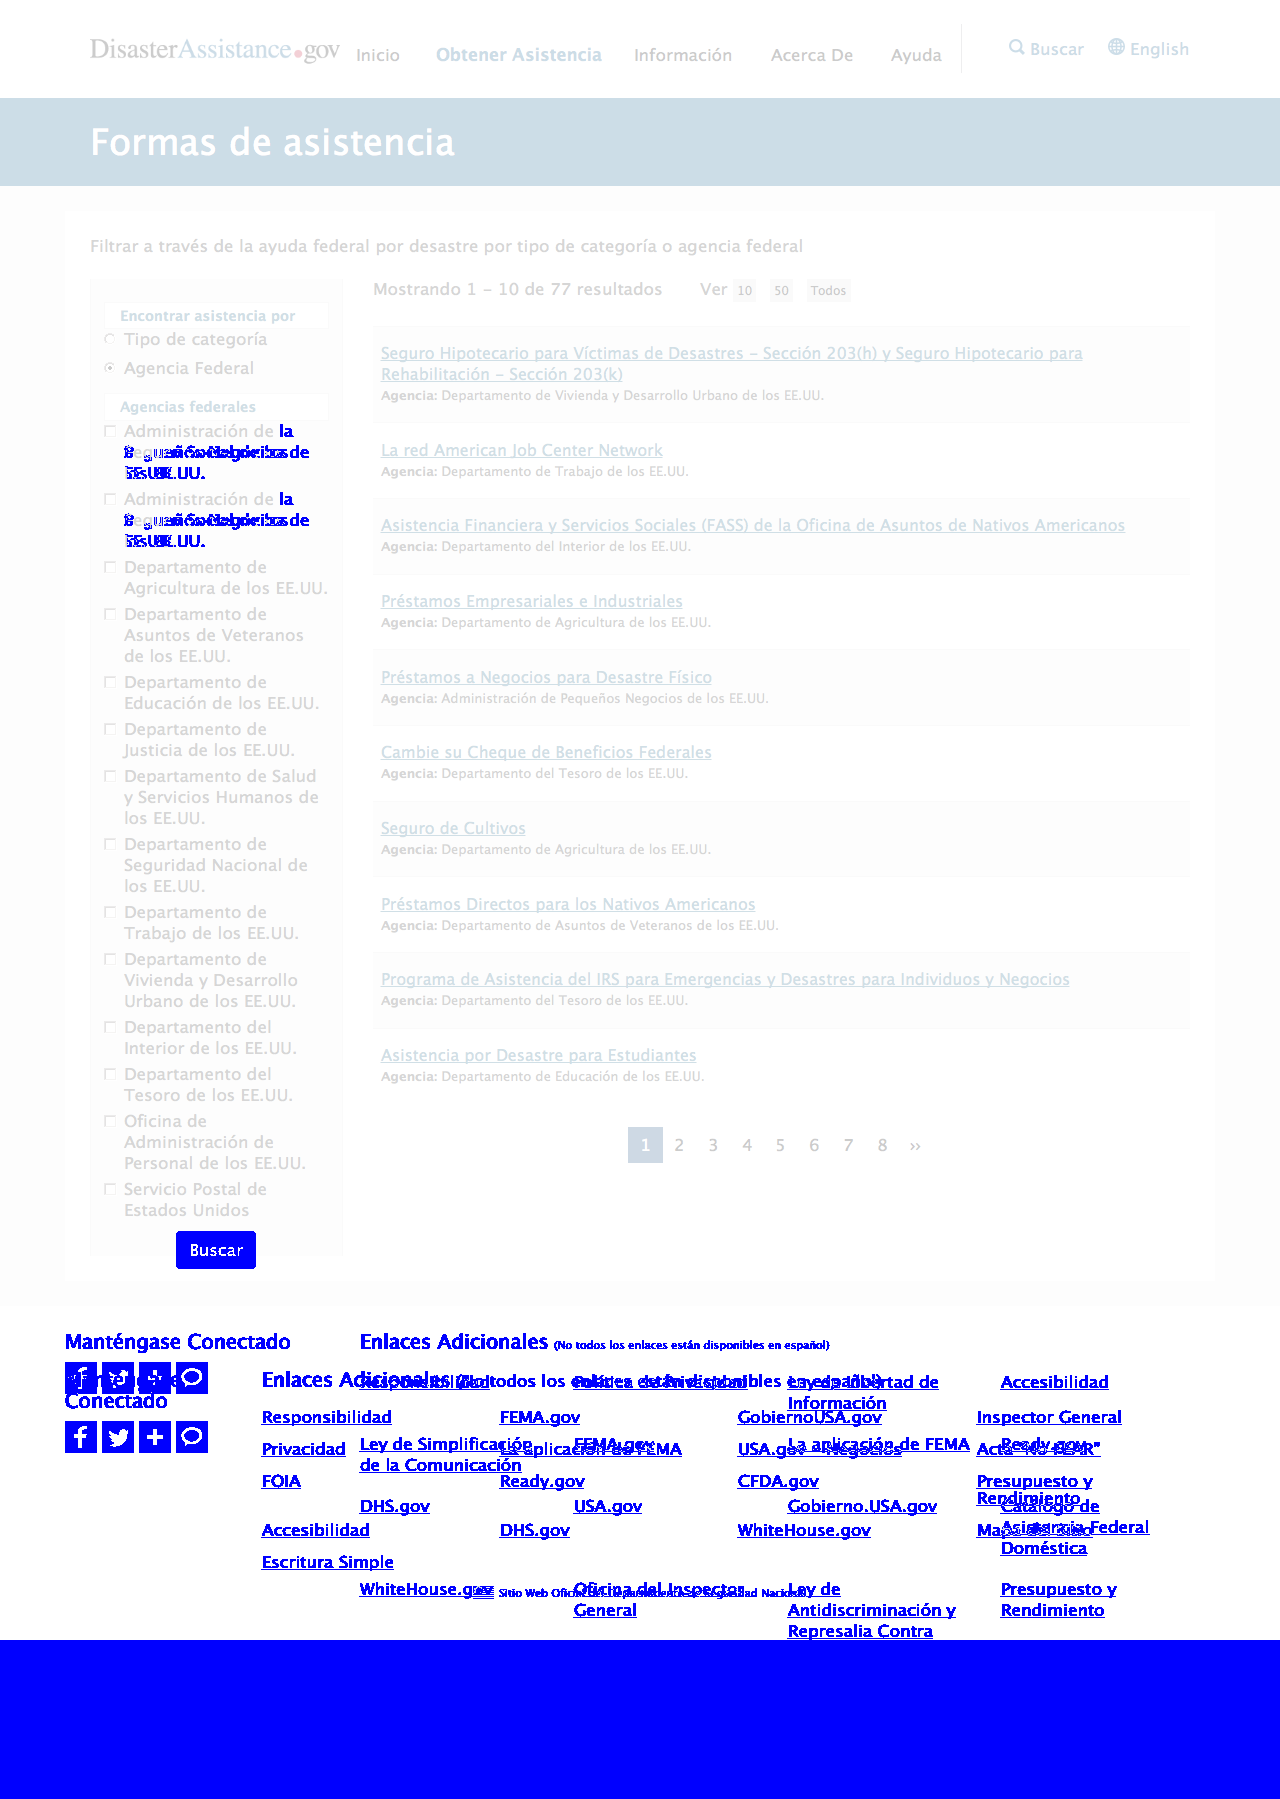 DisasterAssistance.gov
Inicio
Obtener Asistencia
Información
Acerca De
Ayuda
Buscar
English
Formas de asistencia
Filtrar a través de la ayuda federal por desastre por tipo de categoría o agencia federal
Encontrar asistencia por
Tipo de categoría
Agencia Federal
Agencias federales
Administración de la
EE.UU.
Administración de la
EE.UU.
Departamento de
Agricultura de los EE.UU.
Departamento de
Asuntos de Veteranos
de los EE.UU.
Departamento de
Educación de los EE.UU.
Departamento de
Justicia de los EE.UU.
Departamento de Salud
y Servicios Humanos de
los EE.UU.
Departamento de
Seguridad Nacional de
los EE.UU.
Departamento de
Trabajo de los EE.UU.
Departamento de
Vivienda y Desarrollo
Urbano de los EE.UU.
Departamento del
Interior de los EE.UU.
Departamento del
Tesoro de los EE.UU.
Oficina de
Administración de
Personal de los EE.UU.
Servicio Postal de
Estados Unidos
Buscar
Mostrando 1 - 10 de 77 resultados
Ver 10 50 Todos
Seguro Hipotecario para Víctimas de Desastres - Sección 203(h) y Seguro Hipotecario para
Rehabilitación - Sección 203(k)
Agencia: Departamento de Vivienda y Desarrollo Urbano de los EE.UU.
La red American Job Center Network
Agencia: Departamento de Trabajo de los EE.UU.
Asistencia Financiera y Servicios Sociales (FASS) de la Oficina de Asuntos de Nativos Americanos
Agencia: Departamento del Interior de los EE.UU.
Préstamos Empresariales e Industriales
Agencia: Departamento de Agricultura de los EE.UU.
Préstamos a Negocios para Desastre Físico
Agencia: Administración de Pequeños Negocios de los EE.UU.
Cambie su Cheque de Beneficios Federales
Agencia: Departamento del Tesoro de los EE.UU.
Seguro de Cultivos
Agencia: Departamento de Agricultura de los EE.UU.
Préstamos Directos para los Nativos Americanos
Agencia: Departamento de Asuntos de Veteranos de los EE.UU.
Programa de Asistencia del IRS para Emergencias y Desastres para Individuos y Negocios
Agencia: Departamento del Tesoro de los EE.UU.
Asistencia por Desastre para Estudiantes
Agencia: Departamento de Educación de los EE.UU.
1 2 3 4 5 6 7 8 ››
Manténgase Conectado
Enlaces Adicionales (No todos los enlaces están disponibles en español)
Manténgase
Conectado
Enlaces Adicionales (No todos los enlaces están disponibles en español)
Responsibilidad
Política de Privacidad
Ley de Libertad de
Información
Accesibilidad
Responsibilidad
FEMA.gov
GobiernoUSA.gov
Inspector General
Privacidad
Ley de Simplificación
de la Comunicación
La aplicación de FEMA
FEMA.gov
USA.gov - Negocios
La aplicación de FEMA
Acta "No FEAR"
Ready.gov
FOIA
Ready.gov
CFDA.gov
Presupuesto y
Rendimiento
DHS.gov
USA.gov
Gobierno.USA.gov
Catálogo de
Asistencia Federal
Doméstica
Accesibilidad
DHS.gov
WhiteHouse.gov
Mapa del Sitio
Escritura Simple
WhiteHouse.gov
Sitio Web Oficial del Departamento de Seguridad Nacional
Oficina del Inspector
General
Ley de
Antidiscriminación y
Represalia Contra
Presupuesto y
Rendimiento